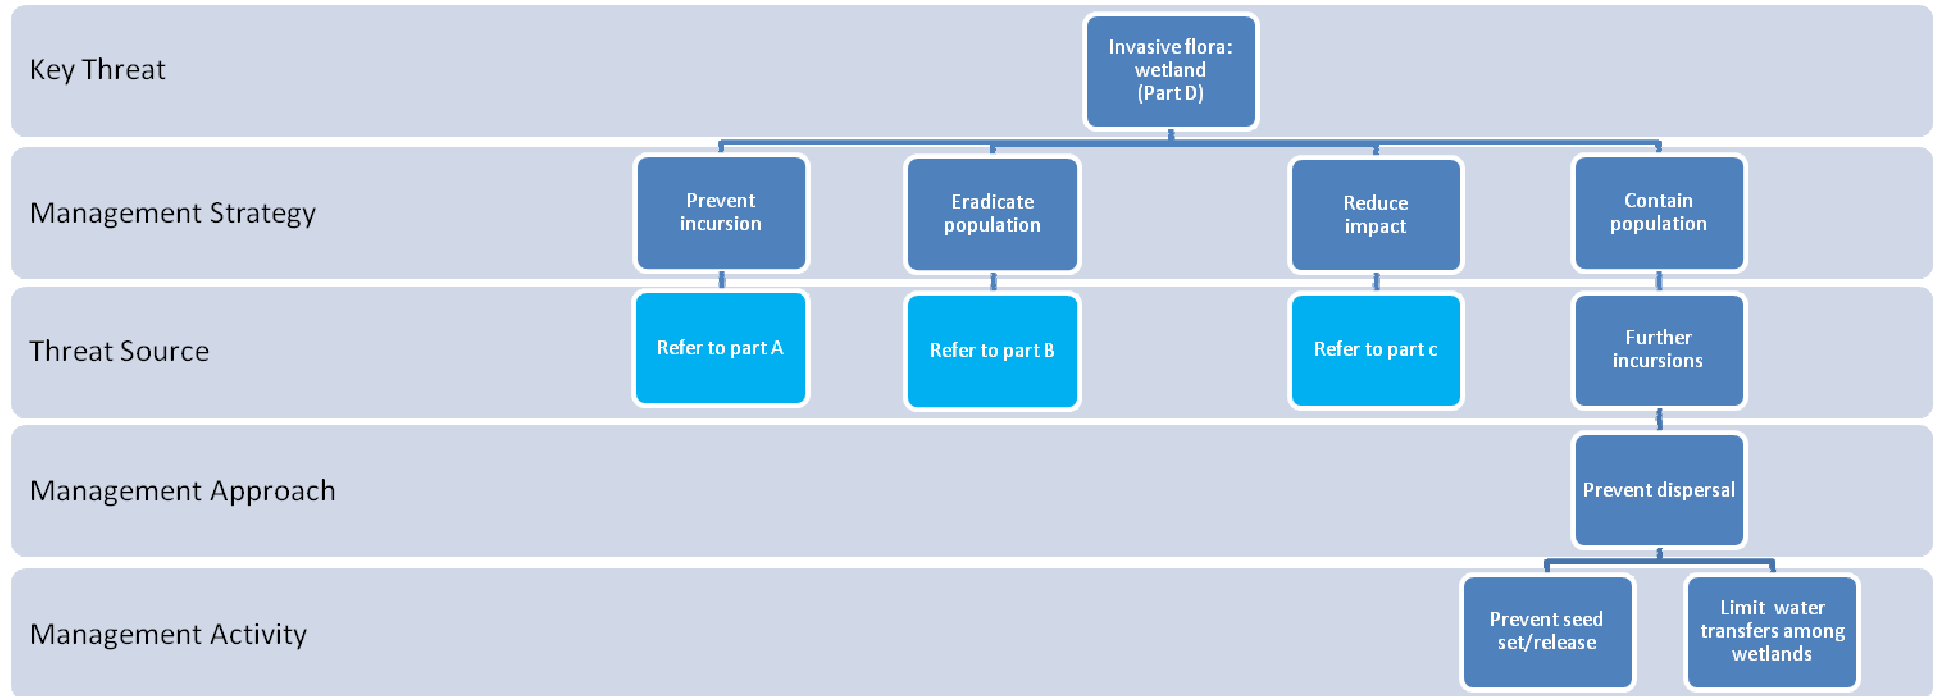 Key Threat
Invasive flora:
wetland
(Part D)
Management Strategy
Prevent
incursion
Eradicate
population
Reduce
impact
Contain
population
Threat Source
Refer to part A
Refer to part B
Refer to part c
Further
incursions
Management Approach
Prevent dispersal
Management Activity
Prevent seed
set/release
Limit water
transfers among
wetlands